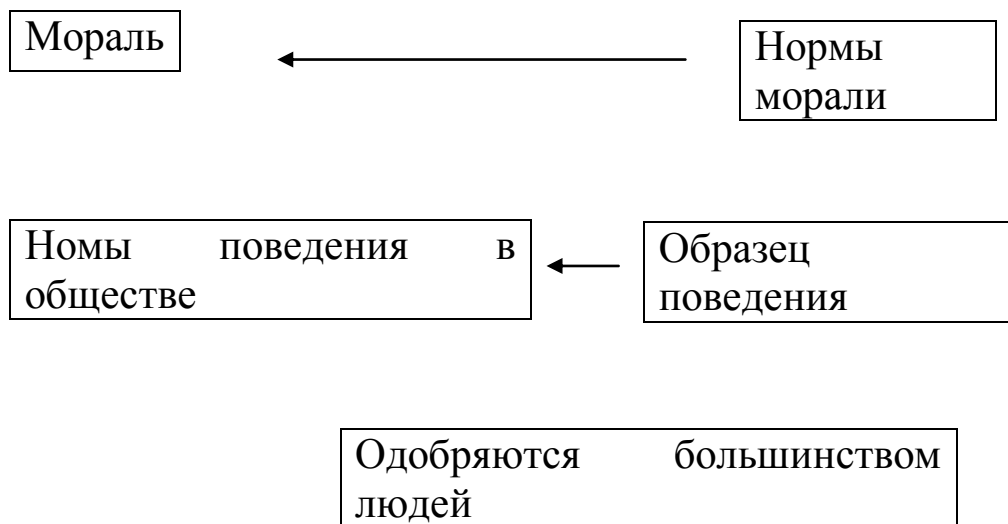 Мораль
Нормы
морали
Номы поведения в
обществе
Образец
поведения
Одобряются большинством
людей